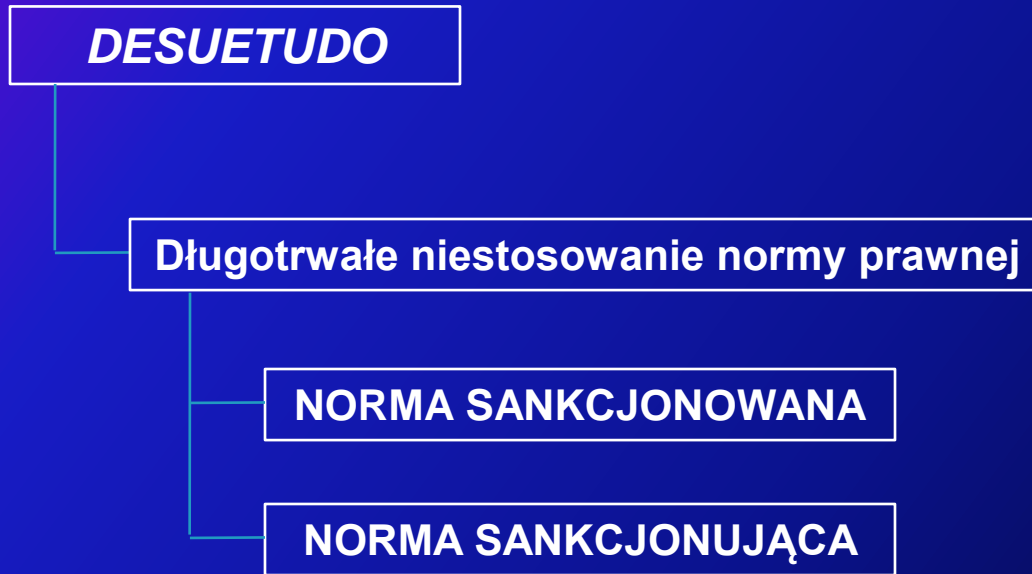 DESUETUDO
Długotrwałe niestosowanie normy prawnej
NORMA SANKCJONOWANA
NORMA SANKCJONUJĄCA